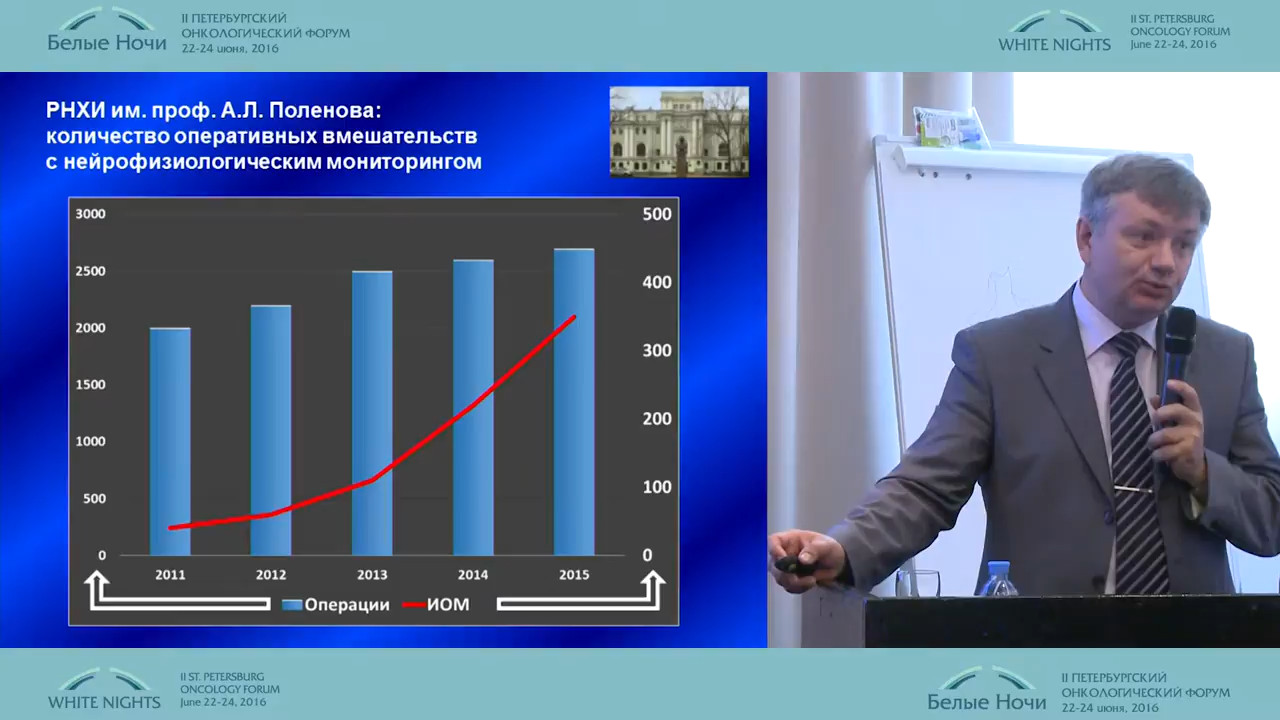 Белые Ночи
II ПЕТЕРБУРГСКИЙ
ОНКОЛОГИЧЕСКИЙ ФОРУМ
22-24 июня, 2016
WHITE NIGHTS
II ST. PETERSBURG
ONCOLOGY FORUM
June 22-24, 2016
РНХИ им. проф. А.Л. Поленова:
количество оперативных вмешательств
с нейрофизиологическим мониторингом
3000
2500
2000
1500
1000
500
0
500
400
300
200
100
0
2011 2012 2013 2014 2015
Операции ИОМ
WHITE NIGHTS
II ST. PETERSBURG
ONCOLOGY FORUM
June 22-24, 2016
Белые Ночи
II ПЕТЕРБУРГСКИЙ
ОНКОЛОГИЧЕСКИЙ ФОРУМ
22-24 июня, 2016